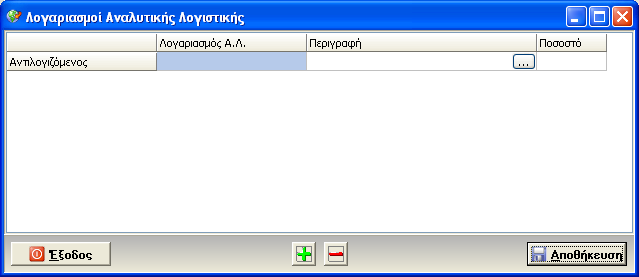 Λογαριασμοί Αναλυτικής Λογιστικής
Λογαριασμός Α.Λ. Περιγραφή Ποσοστό
Αντιλογιζόμενος ...
Έξοδος Αποθήκευση